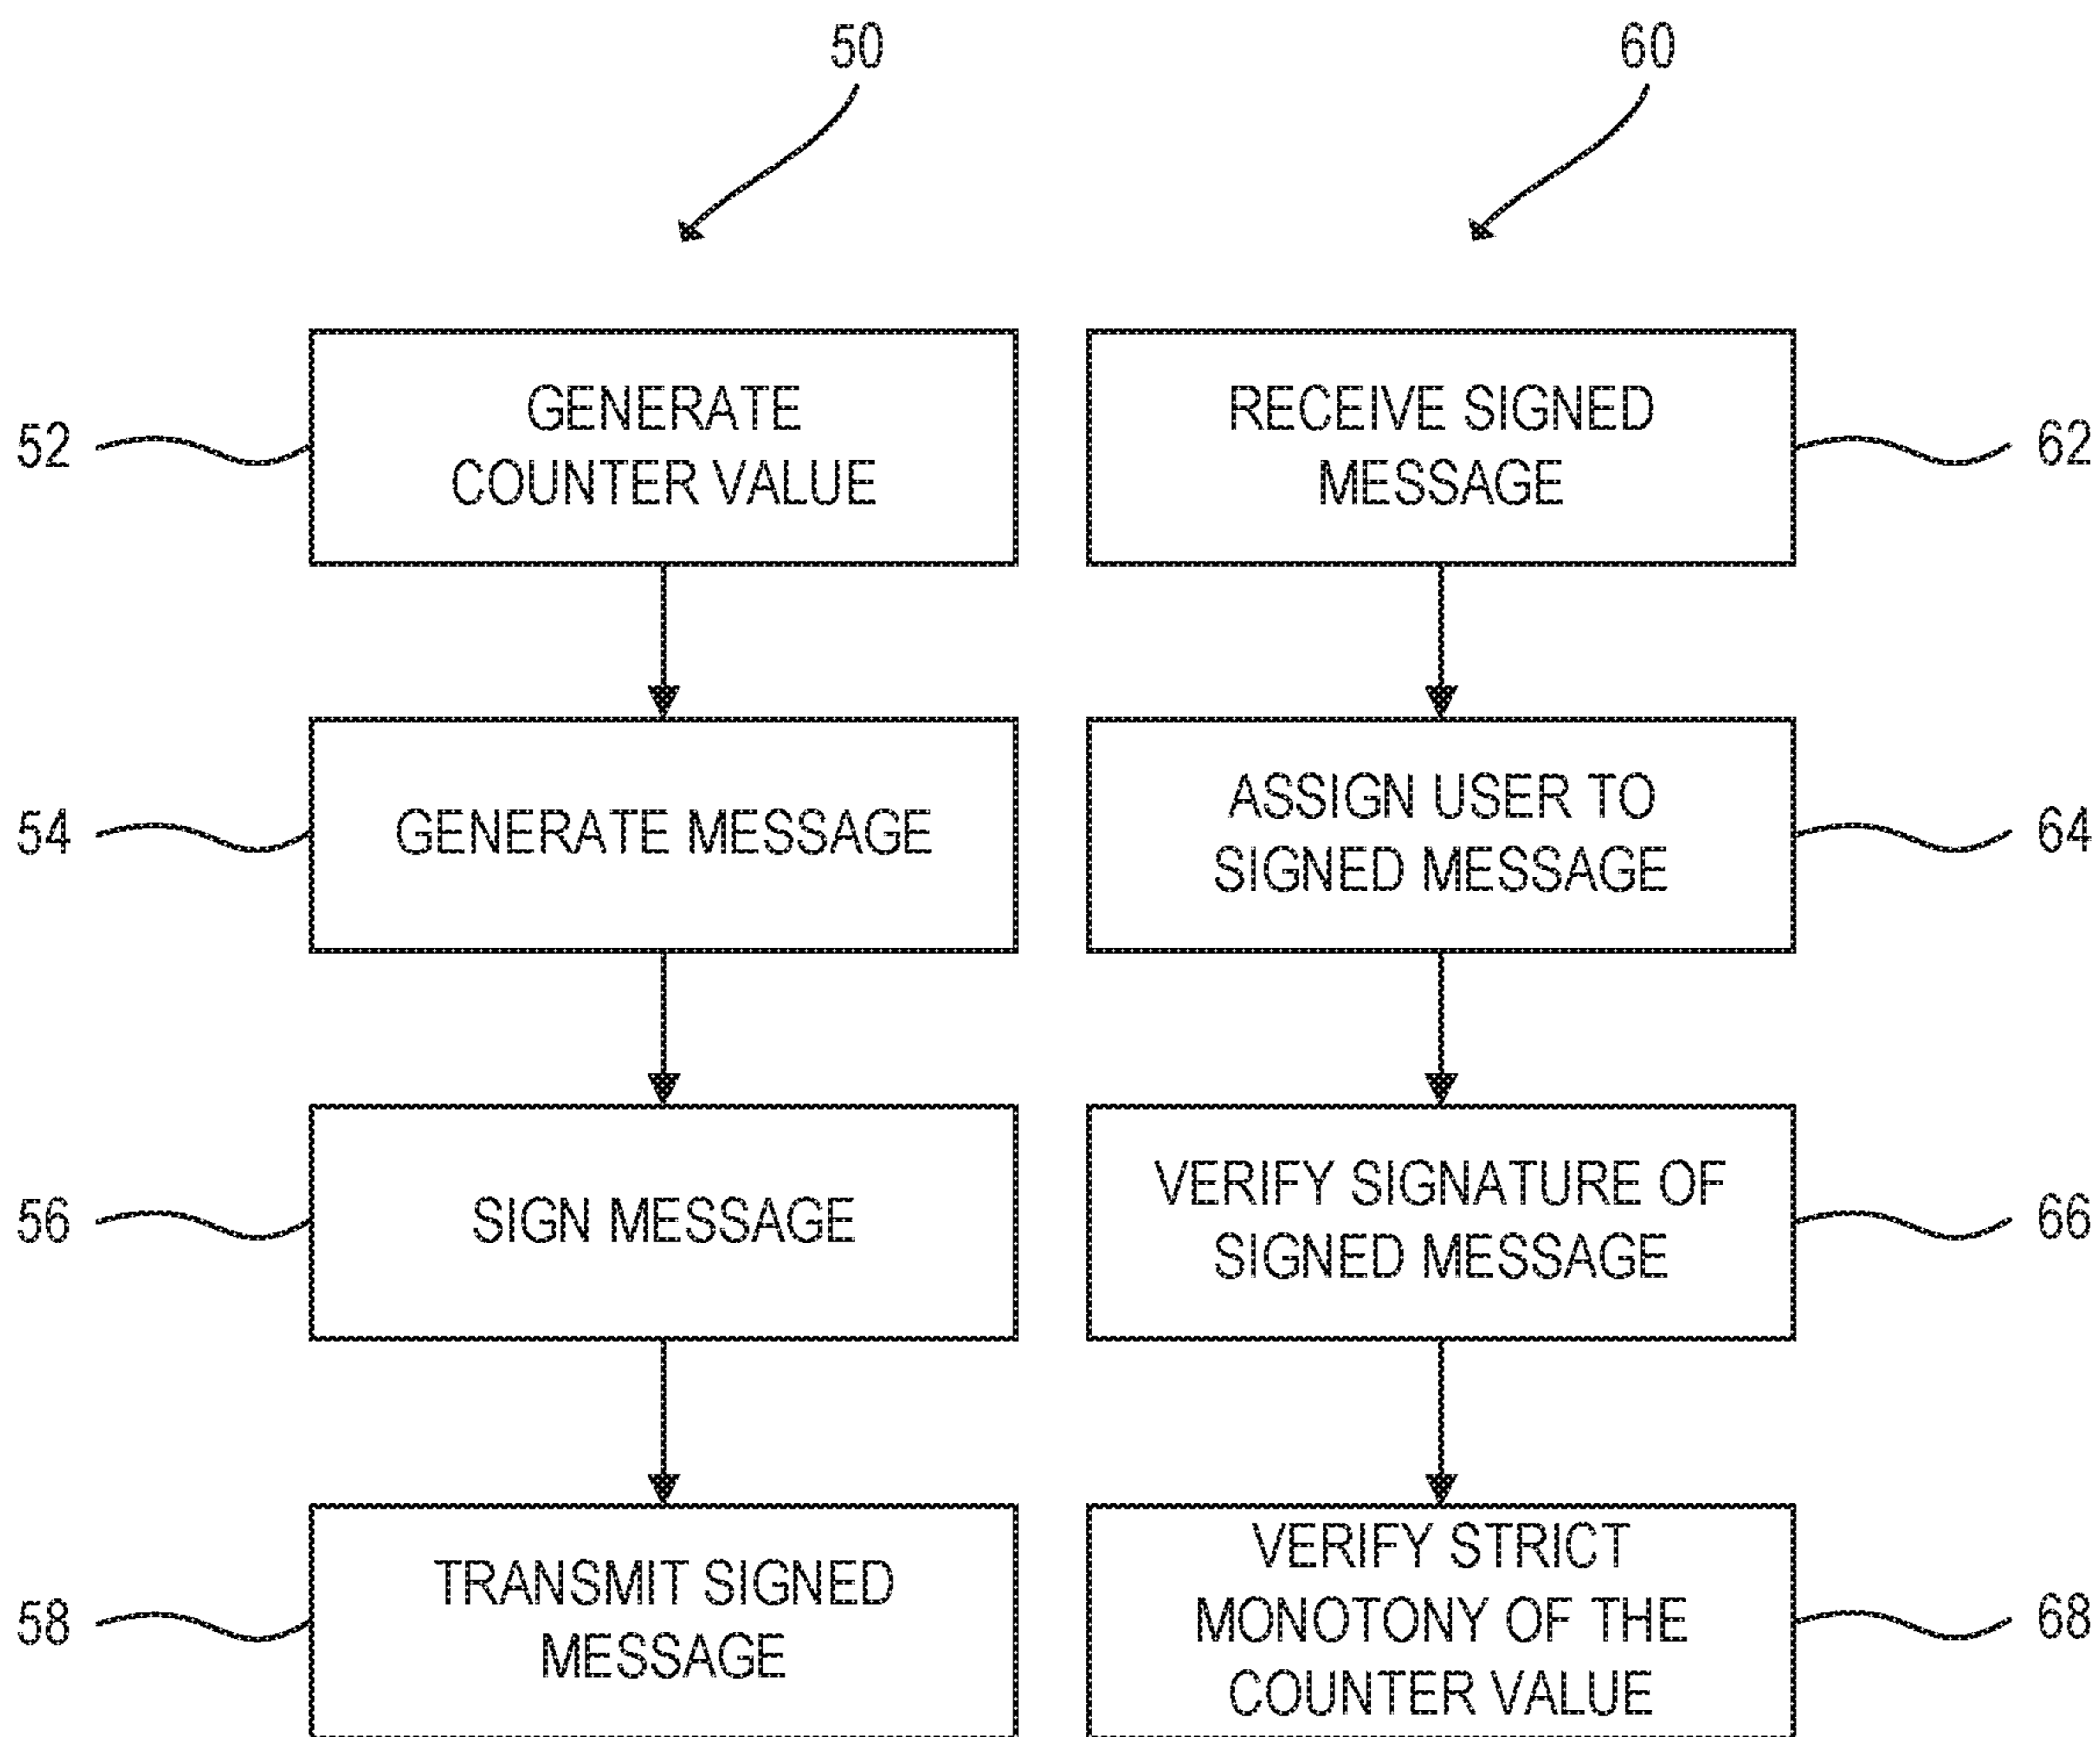 50
60
52
GENERATE
COUNTER VALUE
RECEIVE SIGNED
MESSAGE
62
54
GENERATE MESSAGE
ASSIGN USER TO
SIGNED MESSAGE
64
56
SIGN MESSAGE
VERIFY SIGNATURE OF
SIGNED MESSAGE
66
58
TRANSMIT SIGNED
MESSAGE
VERIFY STRICT
MONOTONY OF THE
COUNTER VALUE
68